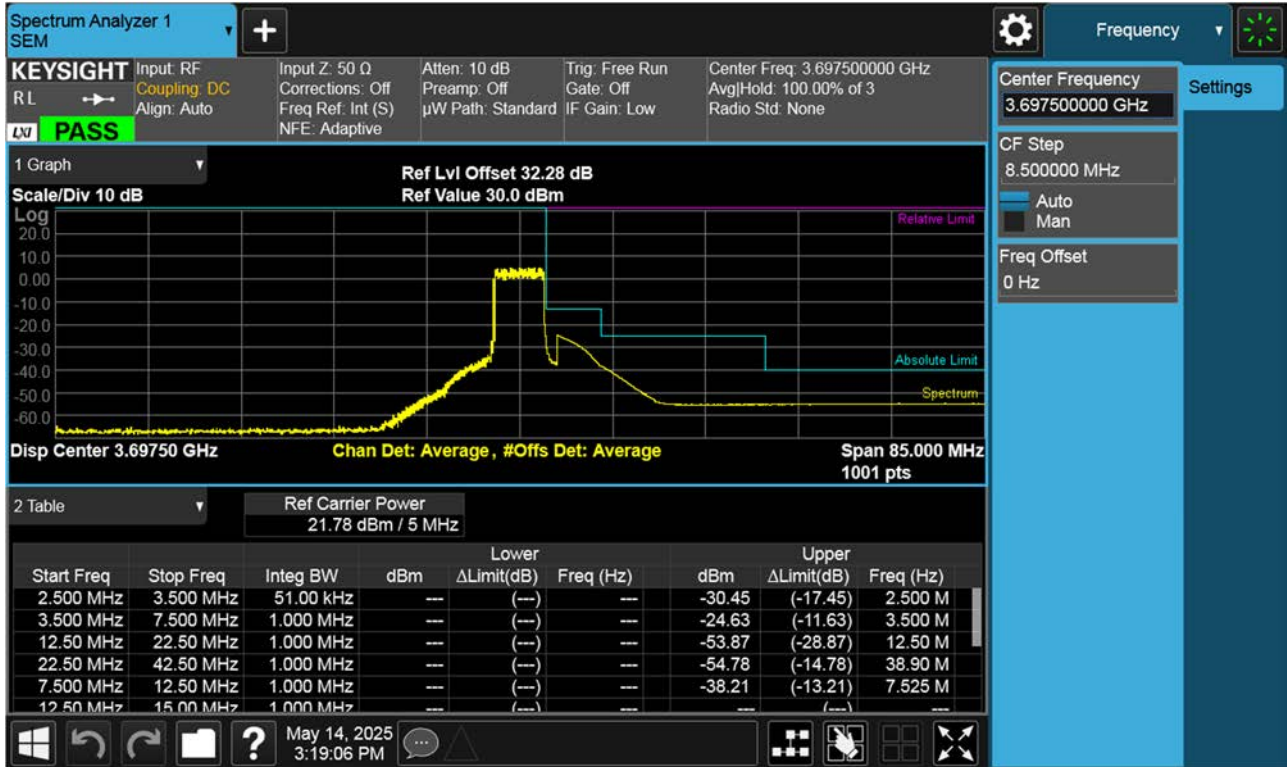 Spectrum Analyzer 1
SEM
Frequency
KEYSIGHT
RL
LXI
PASS
Input: RF
Coupling: DC
Align: Auto
Input Z: 50 Ω
Corrections: Off
Freq Ref: Int (S)
NFE: Adaptive
Atten: 10 dB
Preamp: Off
µW Path: Standard
Trig: Free Run
Gate: Off
IF Gain: Low
Center Freq: 3.697500000 GHz
Avg|Hold: 100.00% of 3
Radio Std: None
Center Frequency
3.697500000 GHz
Settings
CF Step
8.500000 MHz
Auto
Man
Freq Offset
0 Hz
1 Graph
Scale/Div 10 dB
Ref Lvl Offset 32.28 dB
Ref Value 30.0 dBm
Log
20.0
10.0
0.00
-10.0
-20.0
-30.0
-40.0
-50.0
-60.0
Relative Limit
Absolute Limit
Spectrum
Disp Center 3.69750 GHz
Chan Det: Average, #Offs Det: Average
Span 85.000 MHz
1001 pts
2 Table
Ref Carrier Power
21.78 dBm / 5 MHz
Lower Upper
Start Freq Stop Freq Integ BW dBm ΔLimit(dB) Freq (Hz) dBm ΔLimit(dB) Freq (Hz)
2.500 MHz 3.500 MHz 51.00 kHz --- (---) --- -30.45 (-17.45) 2.500 M
3.500 MHz 7.500 MHz 1.000 MHz --- (---) --- -24.63 (-11.63) 3.500 M
12.50 MHz 22.50 MHz 1.000 MHz --- (---) --- -53.87 (-28.87) 12.50 M
22.50 MHz 42.50 MHz 1.000 MHz --- (---) --- -54.78 (-14.78) 38.90 M
7.500 MHz 12.50 MHz 1.000 MHz --- (---) --- -38.21 (-13.21) 7.525 M
12.50 MHz 15.00 MHz 1.000 MHz --- (---) --- --- (---) ---
May 14, 2025
3:19:06 PM